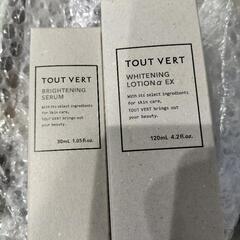 TOUT VERT
BRIGHTENING
SERUM
With its select ingredients
for skin care,
TOUT VERT brings out
your beauty.
30mL 1.05fl.oz.
TOUT VERT
WHITENING
LOTION α EX
With its select ingredients
for skin care,
TOUT VERT brings out
your beauty.
120mL 4.2fl.oz.